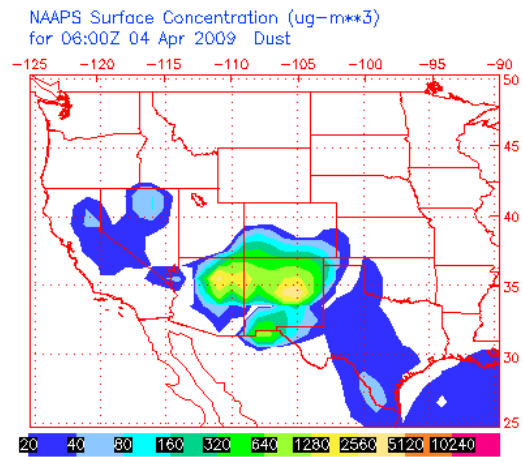 NAAPS Surface Concentration (ug-m**3)
for 06:00Z 04 Apr 2009 Dust
-125 -120 -115 -110 -105 -100 -95 -90
50
45
40
35
30
25
20 40 80 160 320 640 1280 2560 5120 10240